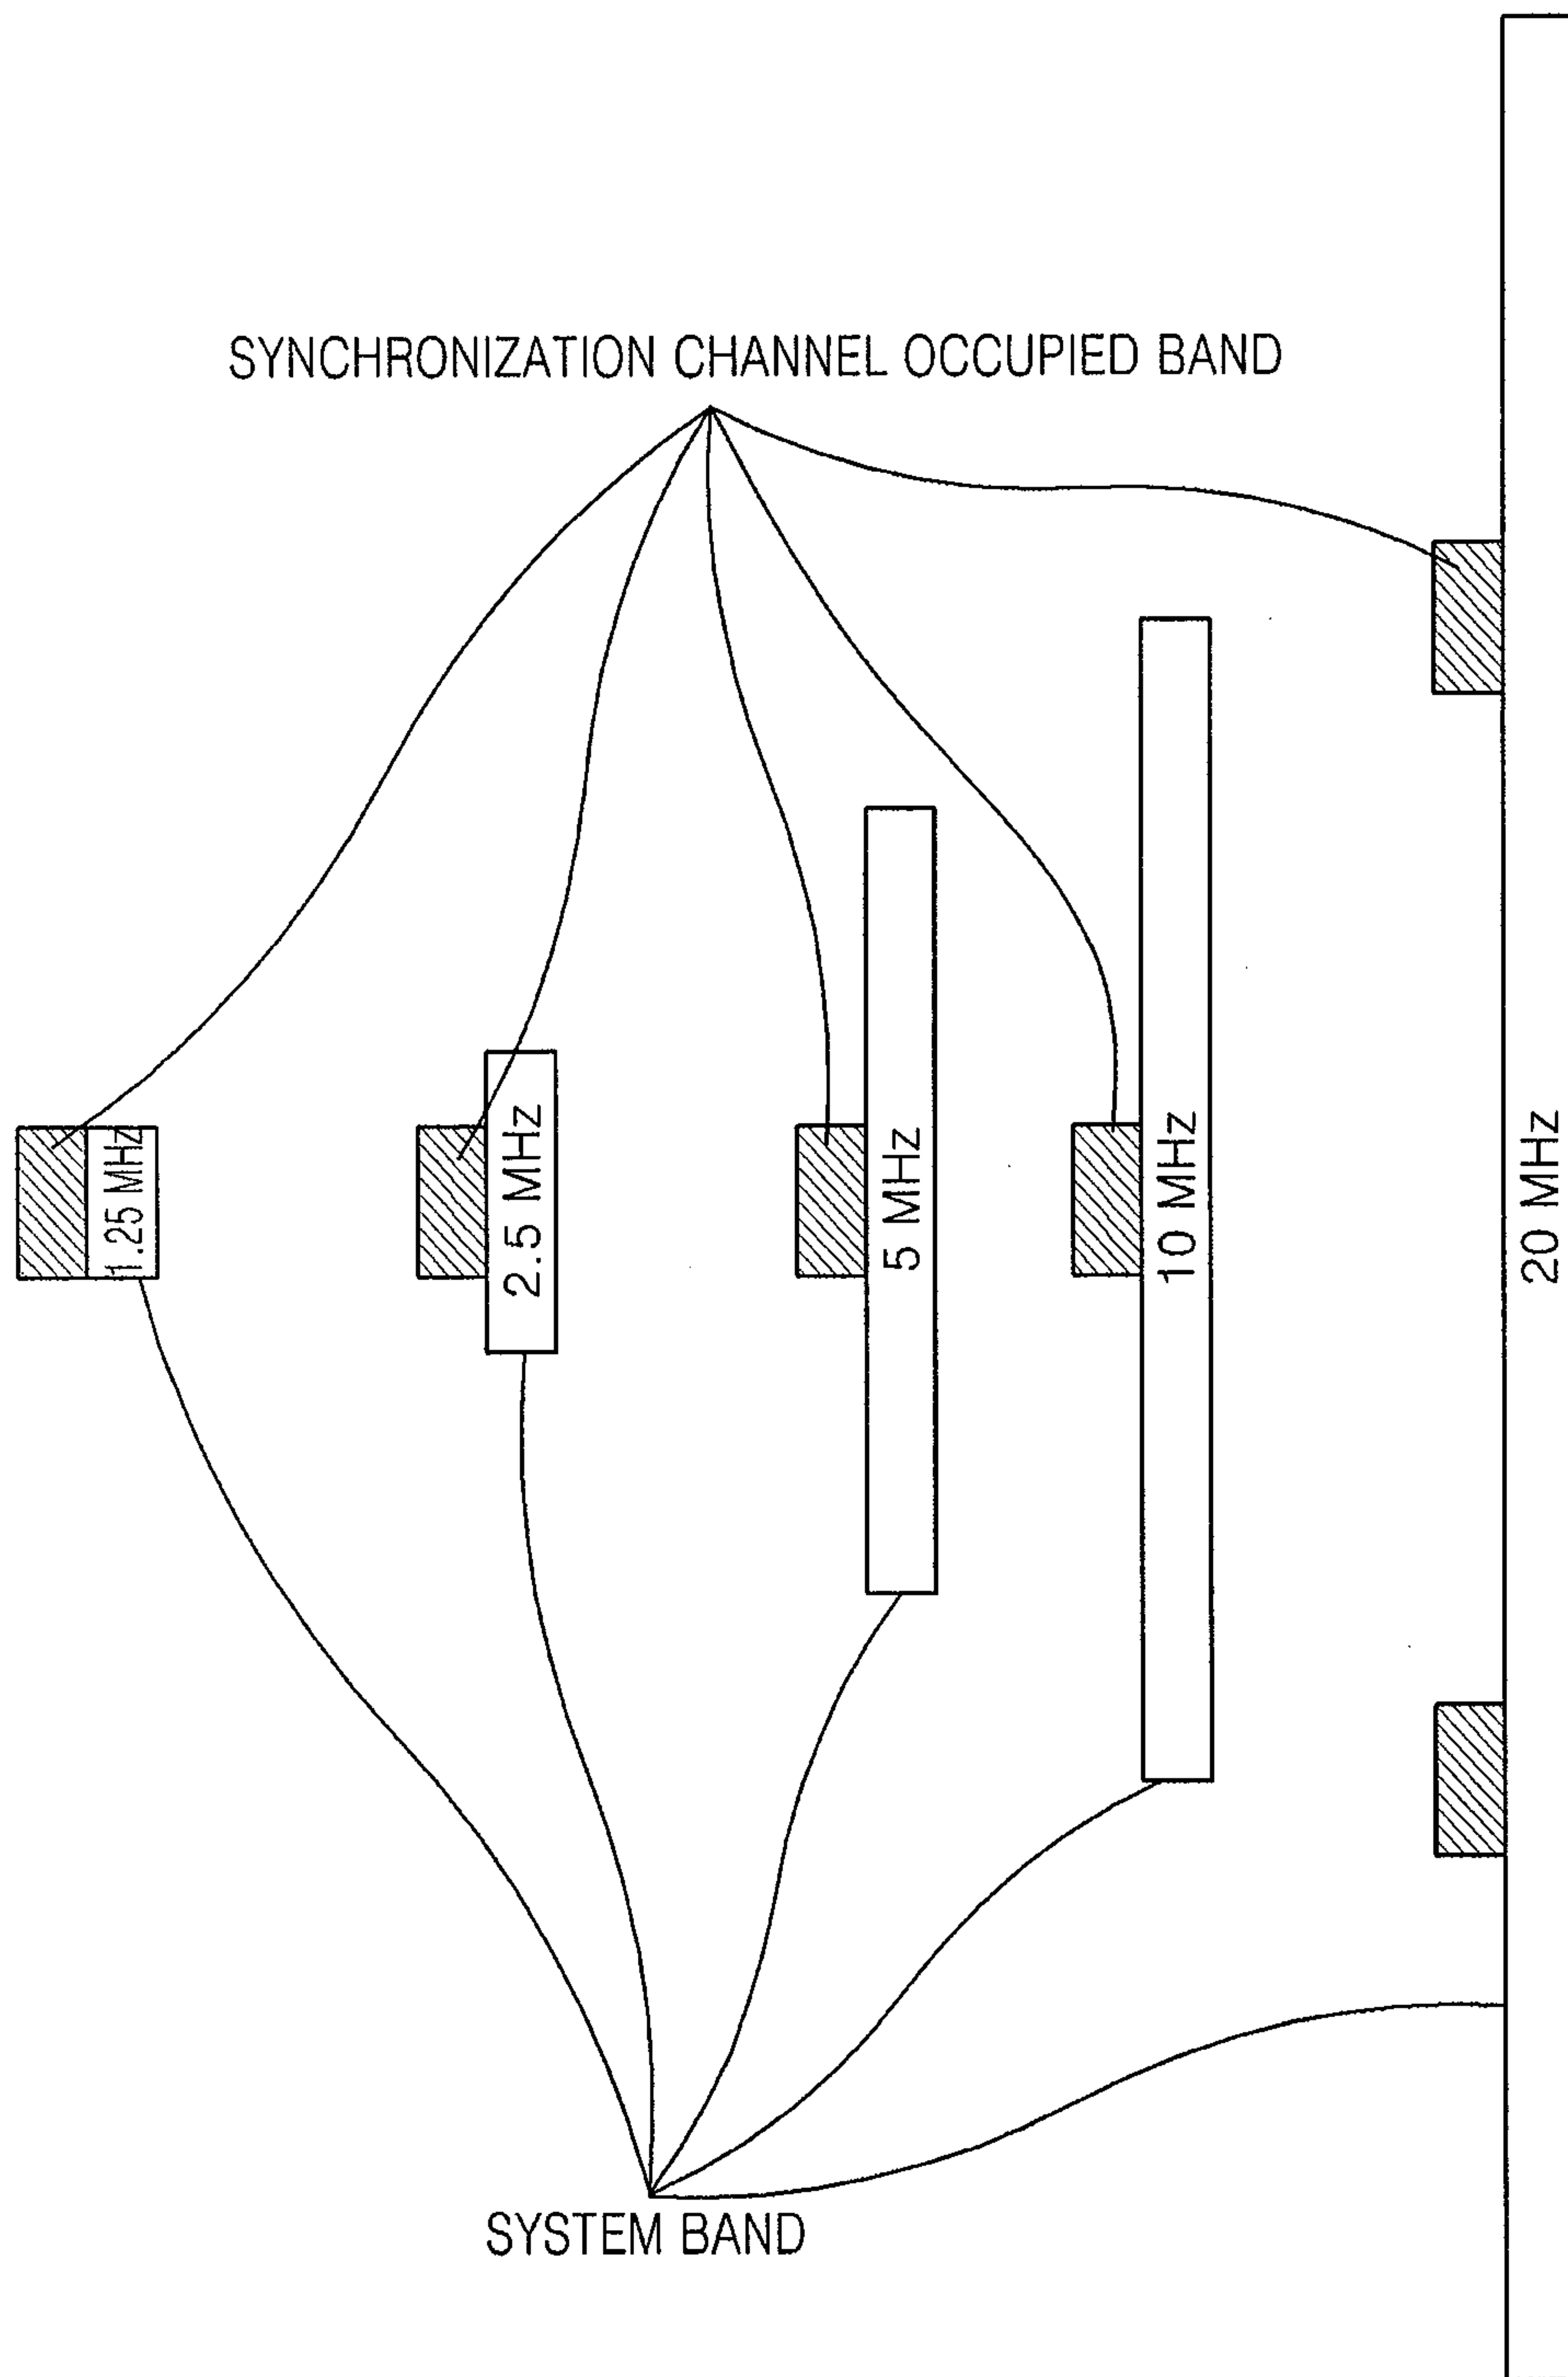 SYNCHRONIZATION CHANNEL OCCUPIED BAND
1.25 MHz
2.5 MHz
5 MHz
10 MHz
20 MHz
SYSTEM BAND